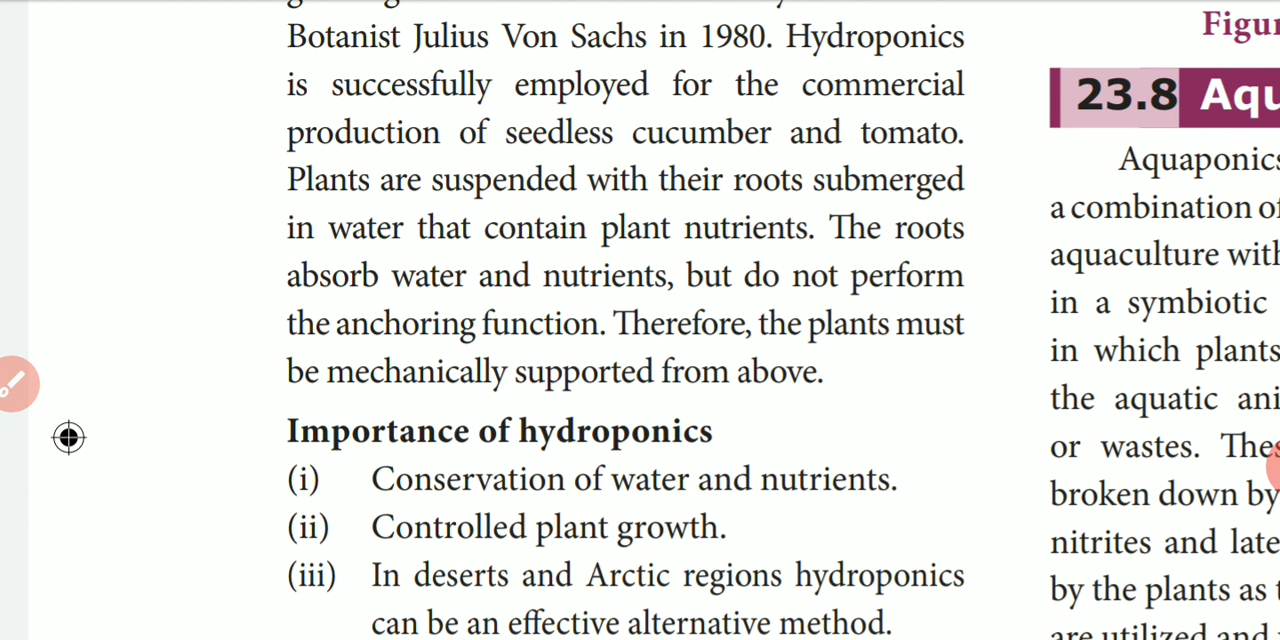 Botanist Julius Von Sachs in 1980. Hydroponics
is successfully employed for the commercial
production of seedless cucumber and tomato.
Plants are suspended with their roots submerged
in water that contain plant nutrients. The roots
absorb water and nutrients, but do not perform
the anchoring function. Therefore, the plants must
be mechanically supported from above.
Importance of hydroponics
(i) Conservation of water and nutrients.
(ii) Controlled plant growth.
(iii) In deserts and Arctic regions hydroponics
can be an effective alternative method.
23.8
Aquaponics
a combination of
aquaculture with
in a symbiotic
in which plants
the aquatic
or wastes.
broken down by
nitrites and
by the plants as
are utilized and